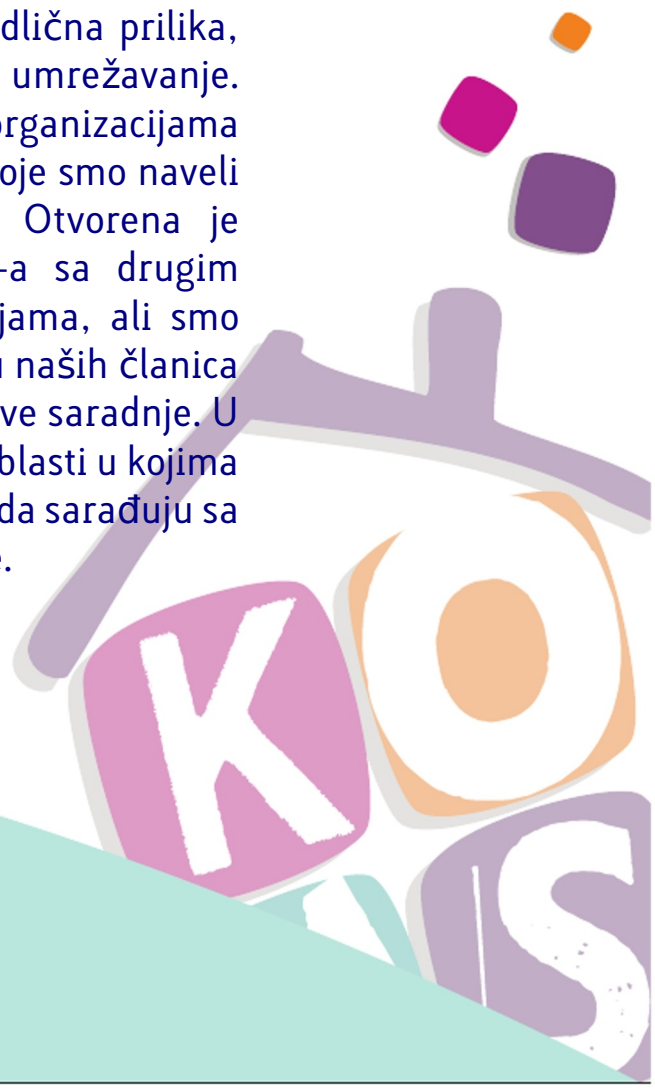 dlična prilika,
umrežavanje.
organizacijama
oje smo naveli
Otvorena je
-a sa drugim
jama, ali smo
u naših članica
ve saradnje. U
blasti u kojima
da sarađuju sa
e.
KO
S